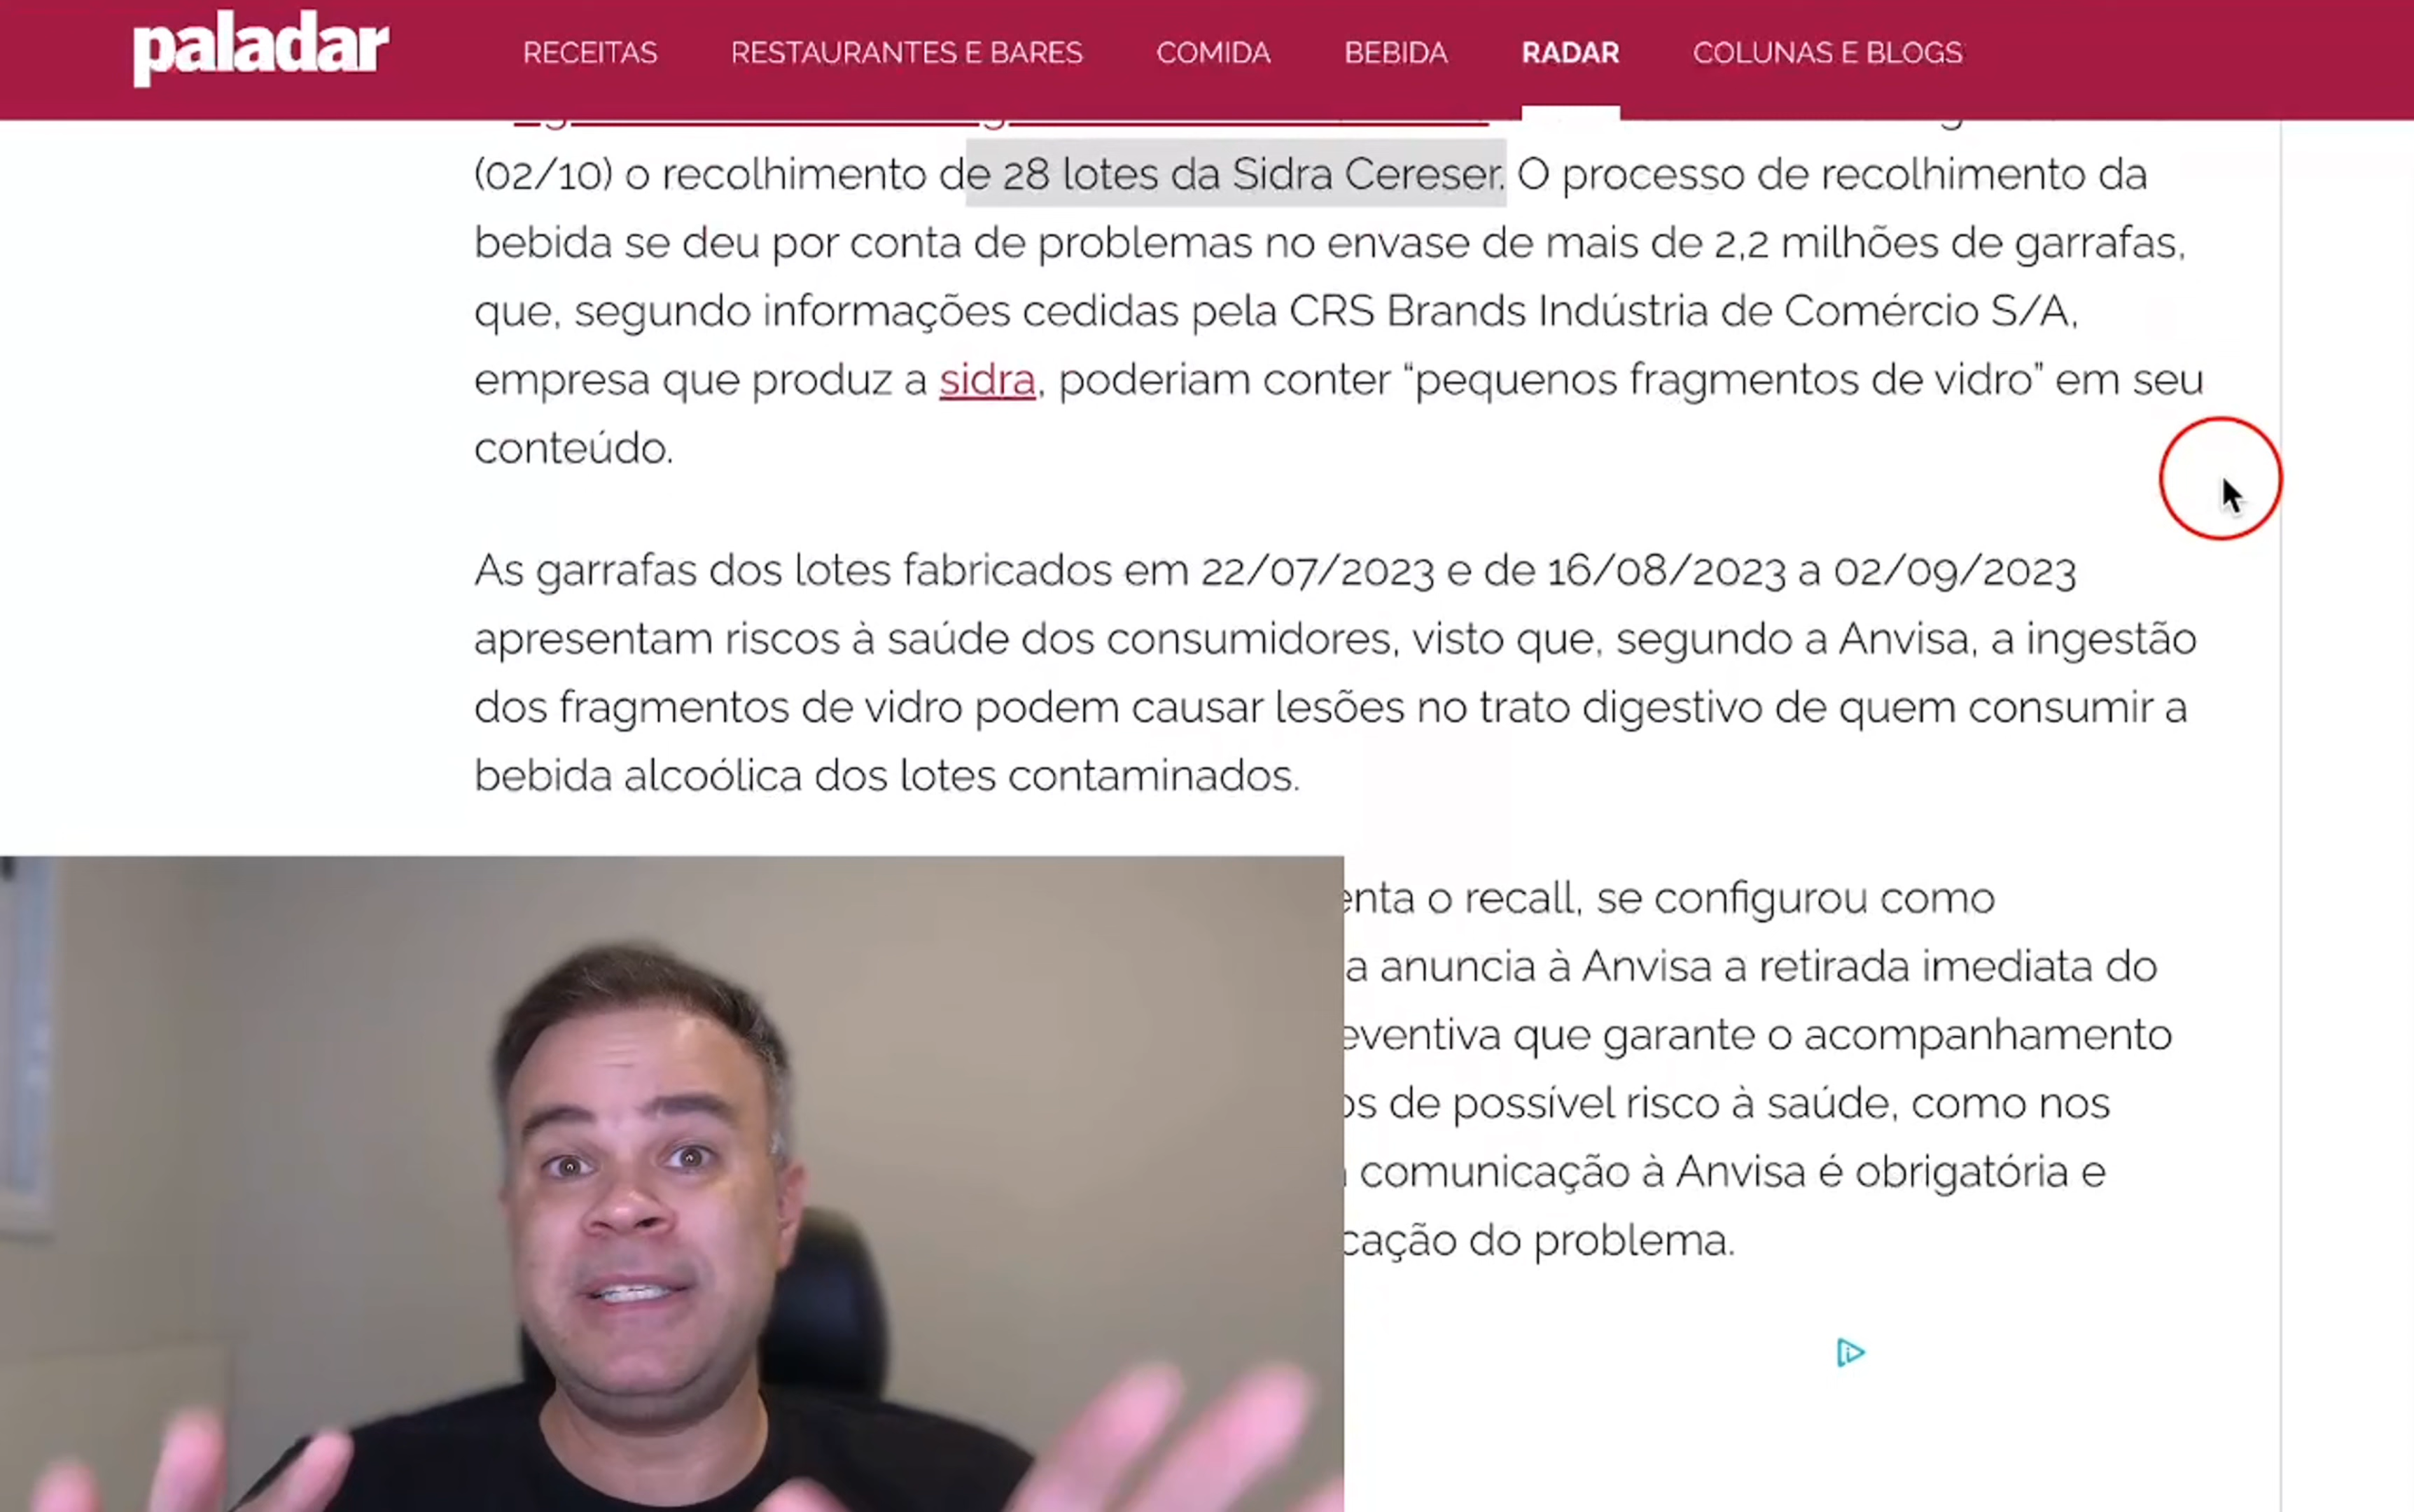 paladar
RECEITAS RESTAURANTES E BARES COMIDA BEBIDA RADAR COLUNAS E BLOGS
(02/10) o recolhimento de 28 lotes da Sidra Cereser. O processo de recolhimento da
bebida se deu por conta de problemas no envase de mais de 2,2 milhões de garrafas,
que, segundo informações cedidas pela CRS Brands Indústria de Comércio S/A,
empresa que produz a sidra, poderiam conter “pequenos fragmentos de vidro” em seu
conteúdo.
As garrafas dos lotes fabricados em 22/07/2023 e de 16/08/2023 a 02/09/2023
apresentam riscos à saúde dos consumidores, visto que, segundo a Anvisa, a ingestão
dos fragmentos de vidro podem causar lesões no trato digestivo de quem consumir a
bebida alcoólica dos lotes contaminados.
enta o recall, se configurou como
a anuncia à Anvisa a retirada imediata do
eventiva que garante o acompanhamento
os de possível risco à saúde, como nos
comunicação à Anvisa é obrigatória e
cação do problema.